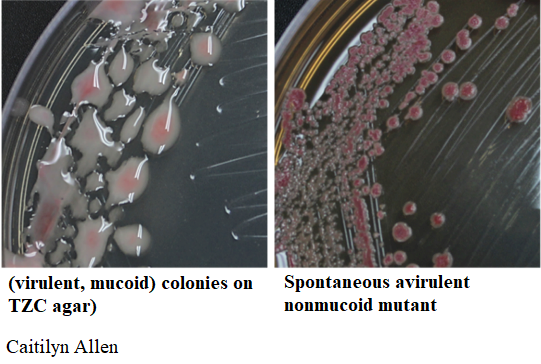 (virulent, mucoid) colonies on
TZC agar)
Spontaneous avirulent
nonmucoid mutant
Caitilyn Allen